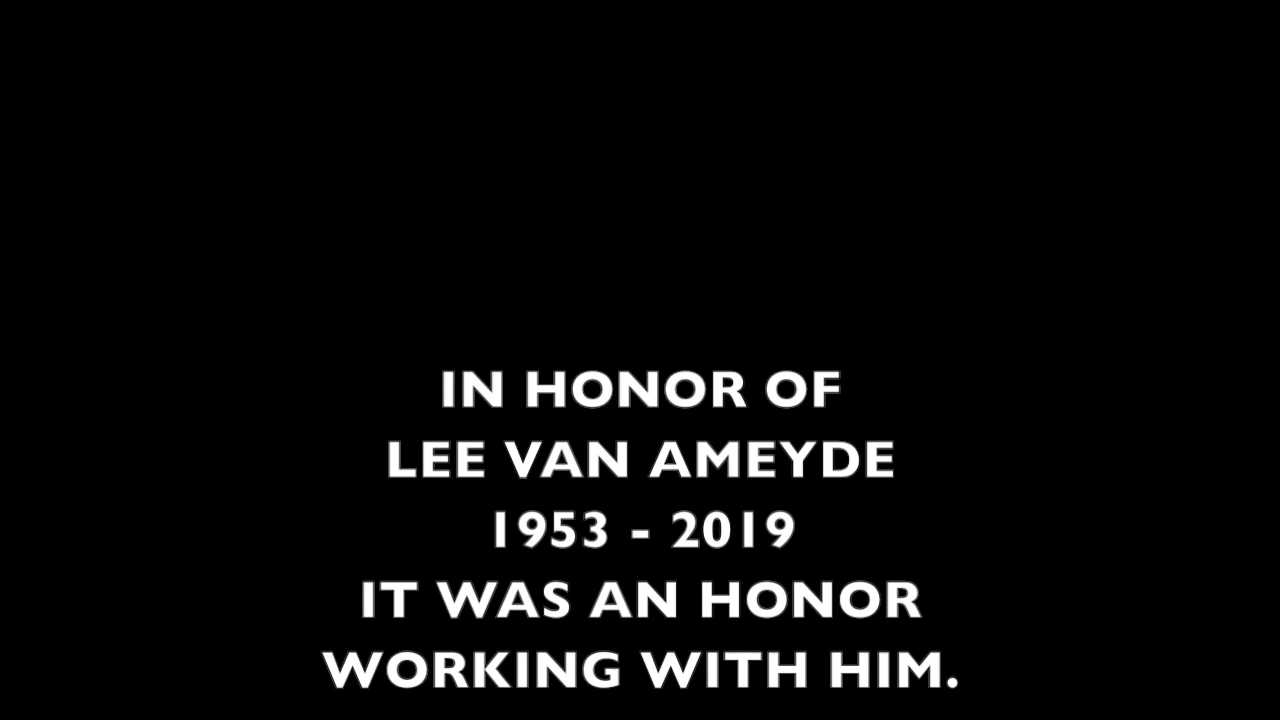 IN HONOR OF
LEE VAN AMEYDE
1953 - 2019
IT WAS AN HONOR
WORKING WITH HIM.